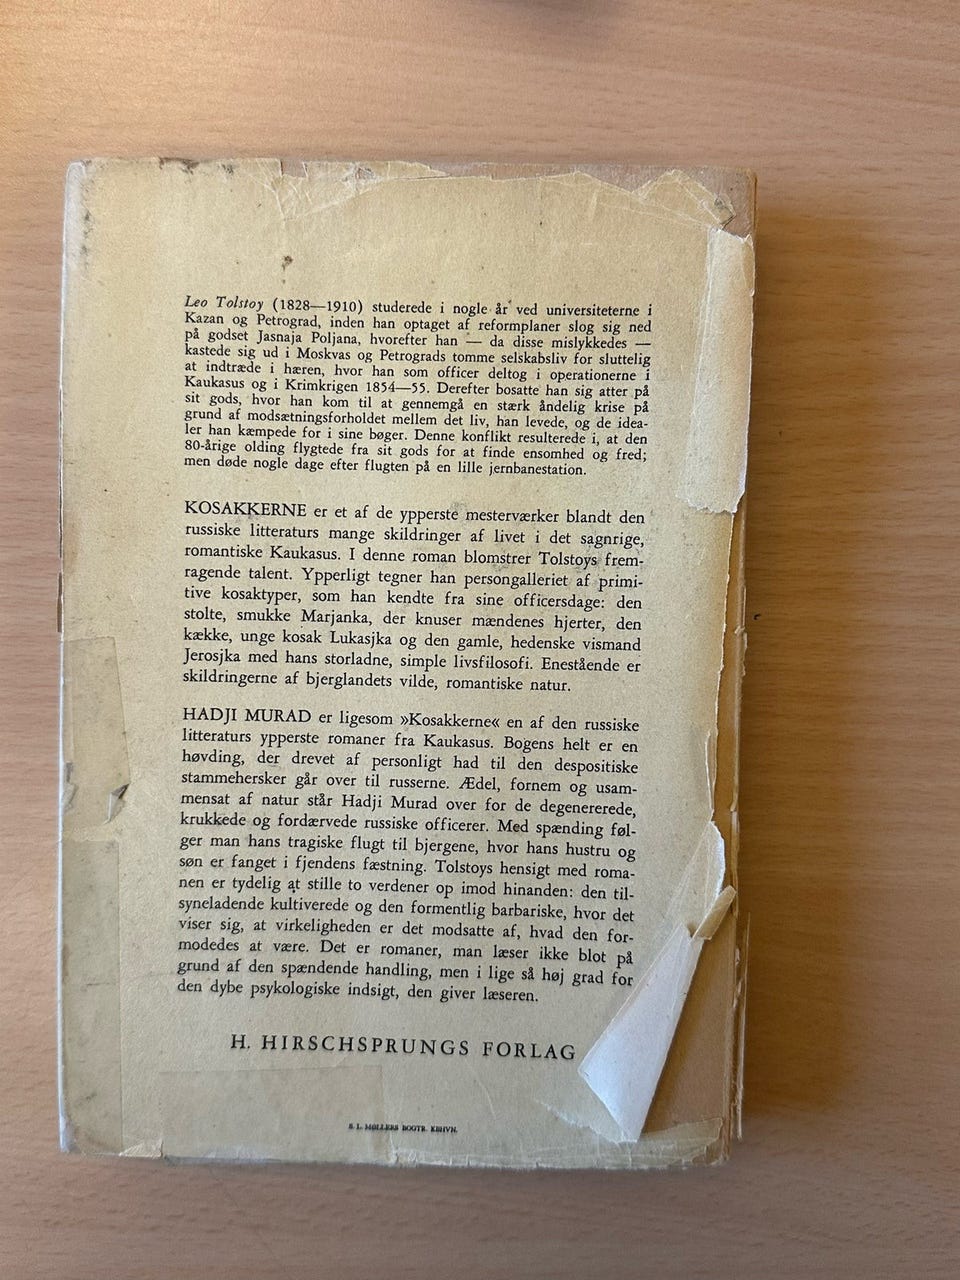 Leo Tolstoy (1828—1910) studerede i nogle år ved universiteterne i
Kazan og Petrograd, inden han optaget af reformplaner slog sig ned
på godset Jasnaja Poljana, hvorefter han — da disse mislykkedes —
kastede sig ud i Moskvas og Petrograds tomme selskabsliv for sluttelig
at indtræde i hæren, hvor han som officer deltog i operationerne i
Kaukasus og i Krimkrigen 1854—55. Derefter bosatte han sig atter på
sit gods, hvor han kom til at gennemgå en stærk åndelig krise på
grund af modsætningsforholdet mellem det liv, han levede, og de idea-
ler han kæmpede for i sine bøger. Denne konflikt resulterede i, at den
80-årige olding flygtede fra sit gods for at finde ensomhed og fred;
men døde nogle dage efter flugten på en lille jernbanestation.
KOSAKKERNE er et af de ypperste mesterværker blandt den
russiske litteraturs mange skildringer af livet i det sagnrige,
romantiske Kaukasus. I denne roman blomstrer Tolstoys frem-
ragende talent. Ypperligt tegner han persongalleriet af primi-
tive kosaktyper, som han kendte fra sine officersdage: den
stolte, smukke Marjanka, der knuser mændenes hjerter, den
kække, unge kosak Lukasjka og den gamle, hedenske vismand
Jerosjka med hans storladne, simple livsfilosofi. Enestående er
skildringerne af bjerglandets vilde, romantiske natur.
HADJI MURAD er ligesom »Kosakkerne« en af den russiske
litteraturs ypperste romaner fra Kaukasus. Bogens helt er en
høvding, der drevet af personligt had til den despositiske
stammehersker går over til russerne. Ædel, fornem og usam-
mensat af natur står Hadji Murad over for de degenererede,
krukkede og fordærvede russiske officerer. Med spænding føl-
ger man hans tragiske flugt til bjergene, hvor hans hustru og
søn er fanget i fjendens fæstning. Tolstoys hensigt med roma-
nen er tydelig at stille to verdener op imod hinanden: den til-
syneladende kultiverede og den formentlig barbariske, hvor det
viser sig, at virkeligheden er det modsatte af, hvad den for-
modedes at være. Det er romaner, man læser ikke blot på
grund af den spændende handling, men i lige så høj grad for
den dybe psykologiske indsigt, den giver læseren.
H. HIRSCHSPRUNGS FORLAG
S. L. MØLLERS BOGTR. KBHVN.